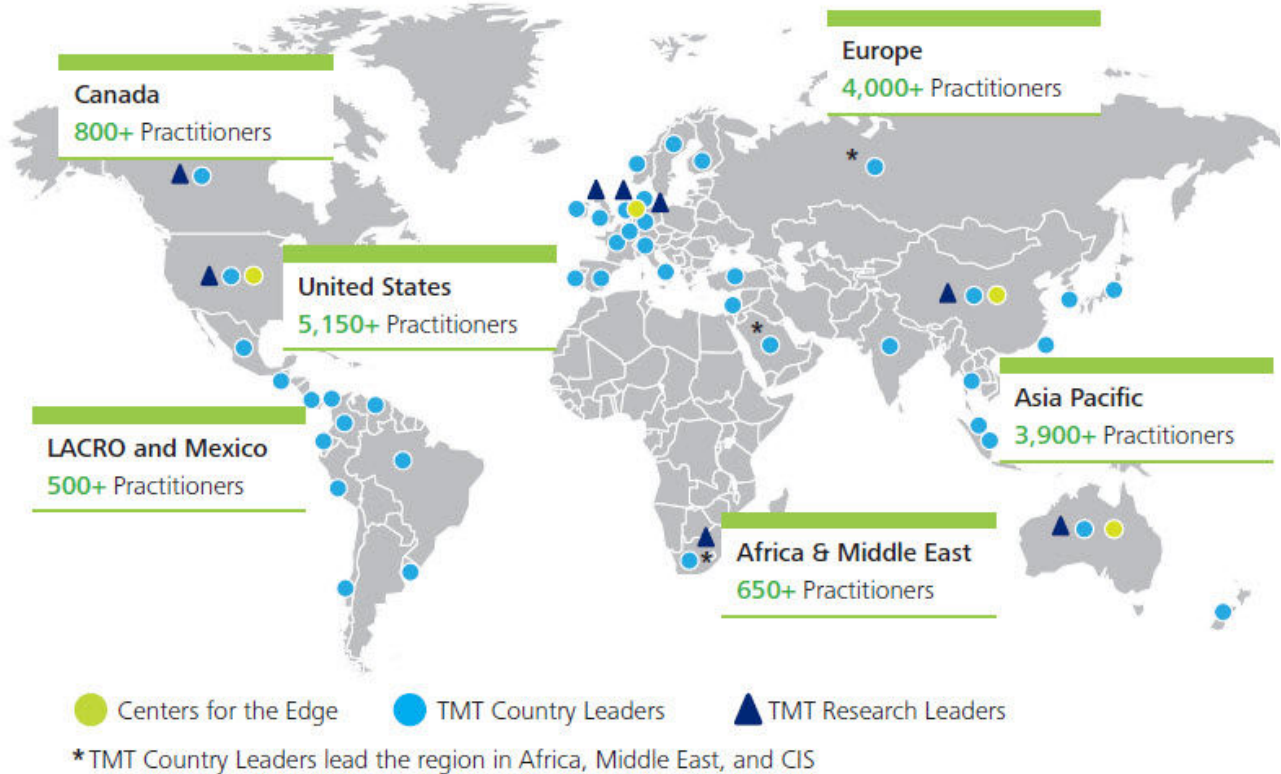 Canada
800+ Practitioners
Europe
4,000+ Practitioners
*
United States
5,150+ Practitioners
*
LACRO and Mexico
500+ Practitioners
Asia Pacific
3,900+ Practitioners
*
Africa & Middle East
650+ Practitioners
Centers for the Edge
TMT Country Leaders
TMT Research Leaders
* TMT Country Leaders lead the region in Africa, Middle East, and CIS